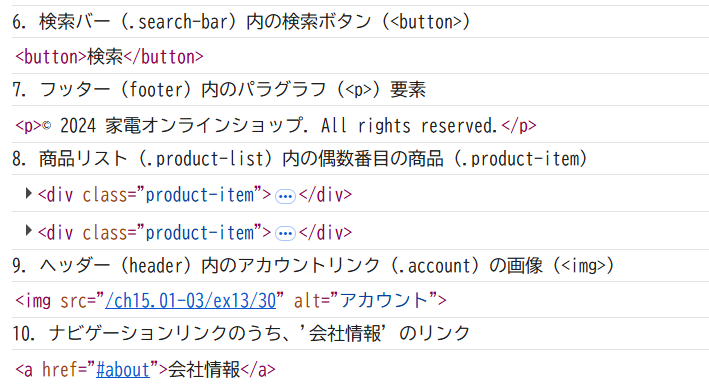 6. 検索バー (.search-bar) 内の検索ボタン (<button>)
<button>検索</button>
7. フッター (footer) 内のパラグラフ (<p>) 要素
<p>© 2024 家電オンラインショップ. All rights reserved.</p>
8. 商品リスト (.product-list) 内の偶数番目の商品 (.product-item)
▶<div class="product-item">…</div>
▶<div class="product-item">…</div>
9. ヘッダー (header) 内のアカウントリンク (.account) の画像 (<img>)
<img src="/ch15.01-03/ex13/30" alt="アカウント">
10. ナビゲーションリンクのうち、'会社情報' のリンク
<a href="#about">会社情報</a>